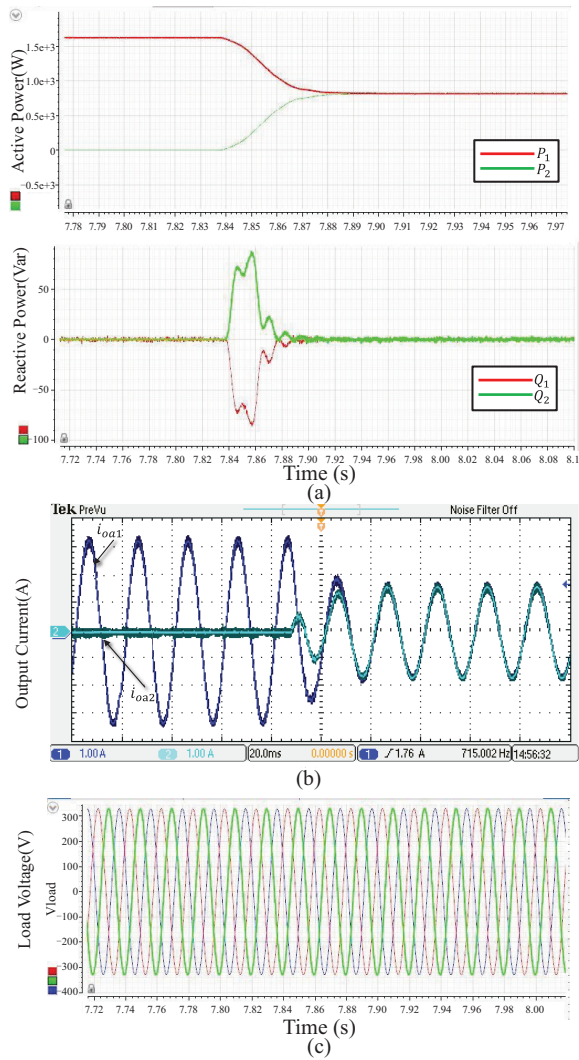 Active Power(W)
1.5e+3
1.0e+3
0.5e+3
0
-0.5e+3
P1
P2
7.78 7.79 7.80 7.81 7.82 7.83 7.84 7.85 7.86 7.87 7.88 7.89 7.90 7.91 7.92 7.93 7.94 7.95 7.96 7.97
Reactive Power(Var)
50
0
-50
-100
Q1
Q2
7.72 7.74 7.76 7.78 7.80 7.82 7.84 7.86 7.88 7.90 7.92 7.94 7.96 7.98 8.00 8.02 8.04 8.06 8.08 8.1
Time (s)
(a)
Tek PreVu
Noise Filter Off
Output Current(A)
ioa1
ioa2
2
1 1.00 A 2 1.00 A 20.0ms 0.00000 s 1 1.76 A 715.002 Hz 14:56:32
(b)
Load Voltage(V)
Vload
300
200
100
0
-100
-200
-300
-400
7.72 7.74 7.76 7.78 7.80 7.82 7.84 7.86 7.88 7.90 7.92 7.94 7.96 7.98 8.00
Time (s)
(c)